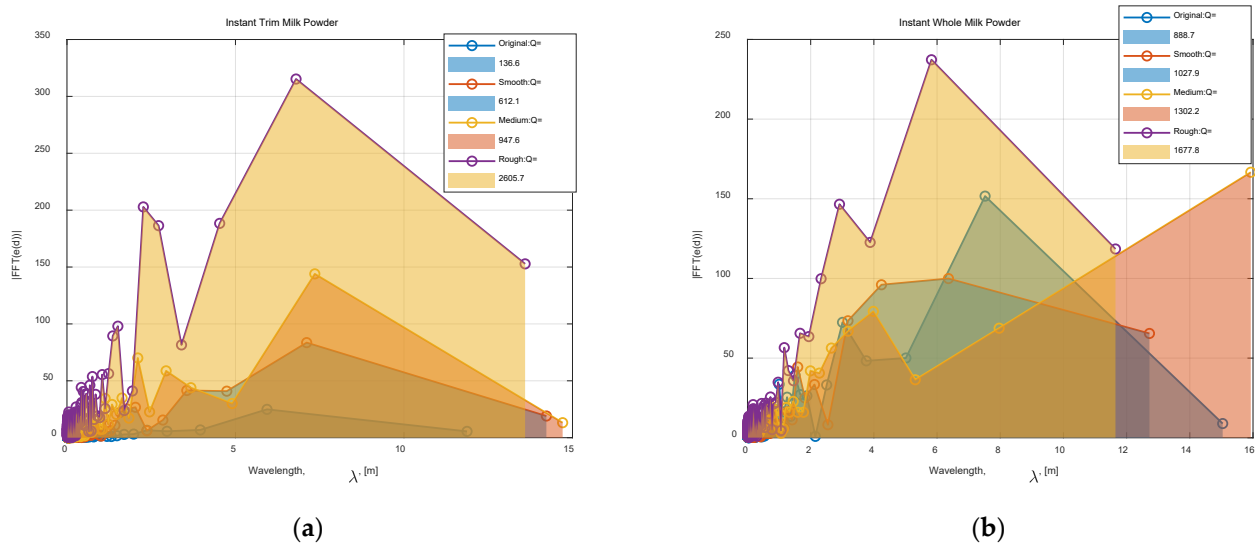 Instant Trim Milk Powder
350
300
250
200
150
100
50
0
|FFT(e(d))|
0
5
10
15
Wavelength, λ, [m]
Original:Q=
136.6
Smooth:Q=
612.1
Medium:Q=
947.6
Rough:Q=
2605.7
(a)
Instant Whole Milk Powder
250
200
150
100
50
0
|FFT(e(d))|
0
2
4
6
8
10
12
14
16
Wavelength, λ, [m]
Original:Q=
888.7
Smooth:Q=
1027.9
Medium:Q=
1302.2
Rough:Q=
1677.8
(b)